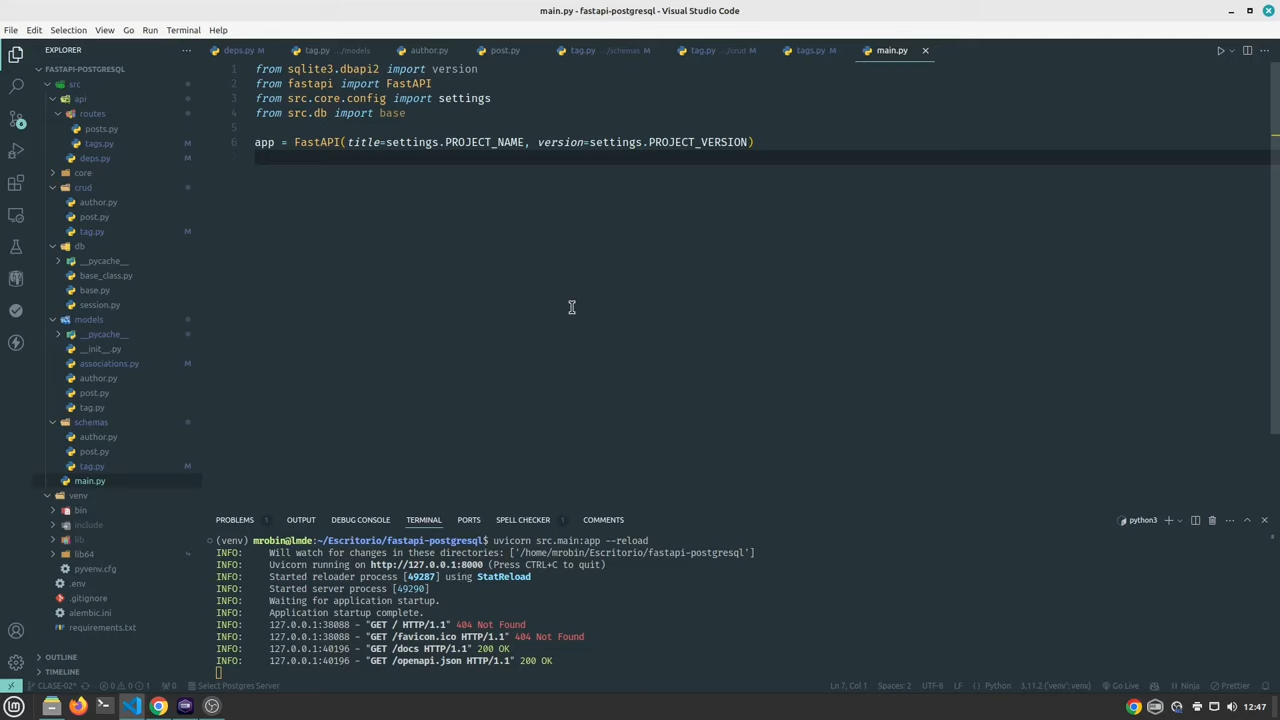 main.py - fastapi-postgresql - Visual Studio Code
File Edit Selection View Go Run Terminal Help
EXPLORER
deps.py M
tag.py .../models
author.py
post.py
tag.py .../schemas M
tag.py .../crud M
tags.py M
main.py
FASTAPI-POSTGRESQL
src
api
routes
posts.py
tags.py M
deps.py M
core
crud
author.py
post.py
tag.py M
db
__pycache__
base_class.py
base.py
session.py
models
__pycache__
__init__.py
associations.py M
author.py
post.py
tag.py
schemas
author.py
post.py
tag.py M
main.py
venv
bin
include
lib
lib64
pyvenv.cfg
.env
.gitignore
alembic.ini
requirements.txt
OUTLINE
TIMELINE
1 from sqlite3.dbapi2 import version
2 from fastapi import FastAPI
3 from src.core.config import settings
4 from src.db import base
5
6 app = FastAPI(title=settings.PROJECT_NAME, version=settings.PROJECT_VERSION)
7
PROBLEMS 1 OUTPUT DEBUG CONSOLE TERMINAL PORTS SPELL CHECKER 1 COMMENTS
python3
(venv) mrobin@lmde:~/Escritorio/fastapi-postgresql$ uvicorn src.main:app --reload
INFO: Will watch for changes in these directories: ['/home/mrobin/Escritorio/fastapi-postgresql']
INFO: Uvicorn running on http://127.0.0.1:8000 (Press CTRL+C to quit)
INFO: Started reloader process [49287] using StatReload
INFO: Started server process [49290]
INFO: Waiting for application startup.
INFO: Application startup complete.
INFO: 127.0.0.1:38088 - "GET / HTTP/1.1" 404 Not Found
INFO: 127.0.0.1:38088 - "GET /favicon.ico HTTP/1.1" 404 Not Found
INFO: 127.0.0.1:40196 - "GET /docs HTTP/1.1" 200 OK
INFO: 127.0.0.1:40196 - "GET /openapi.json HTTP/1.1" 200 OK
CLASE-02* 0 0 1 0 Select Postgres Server Ln 7, Col 1 Spaces: 2 UTF-8 LF Python 3.11.2 ('venv': venv) Go Live Ninja Prettier
12:47